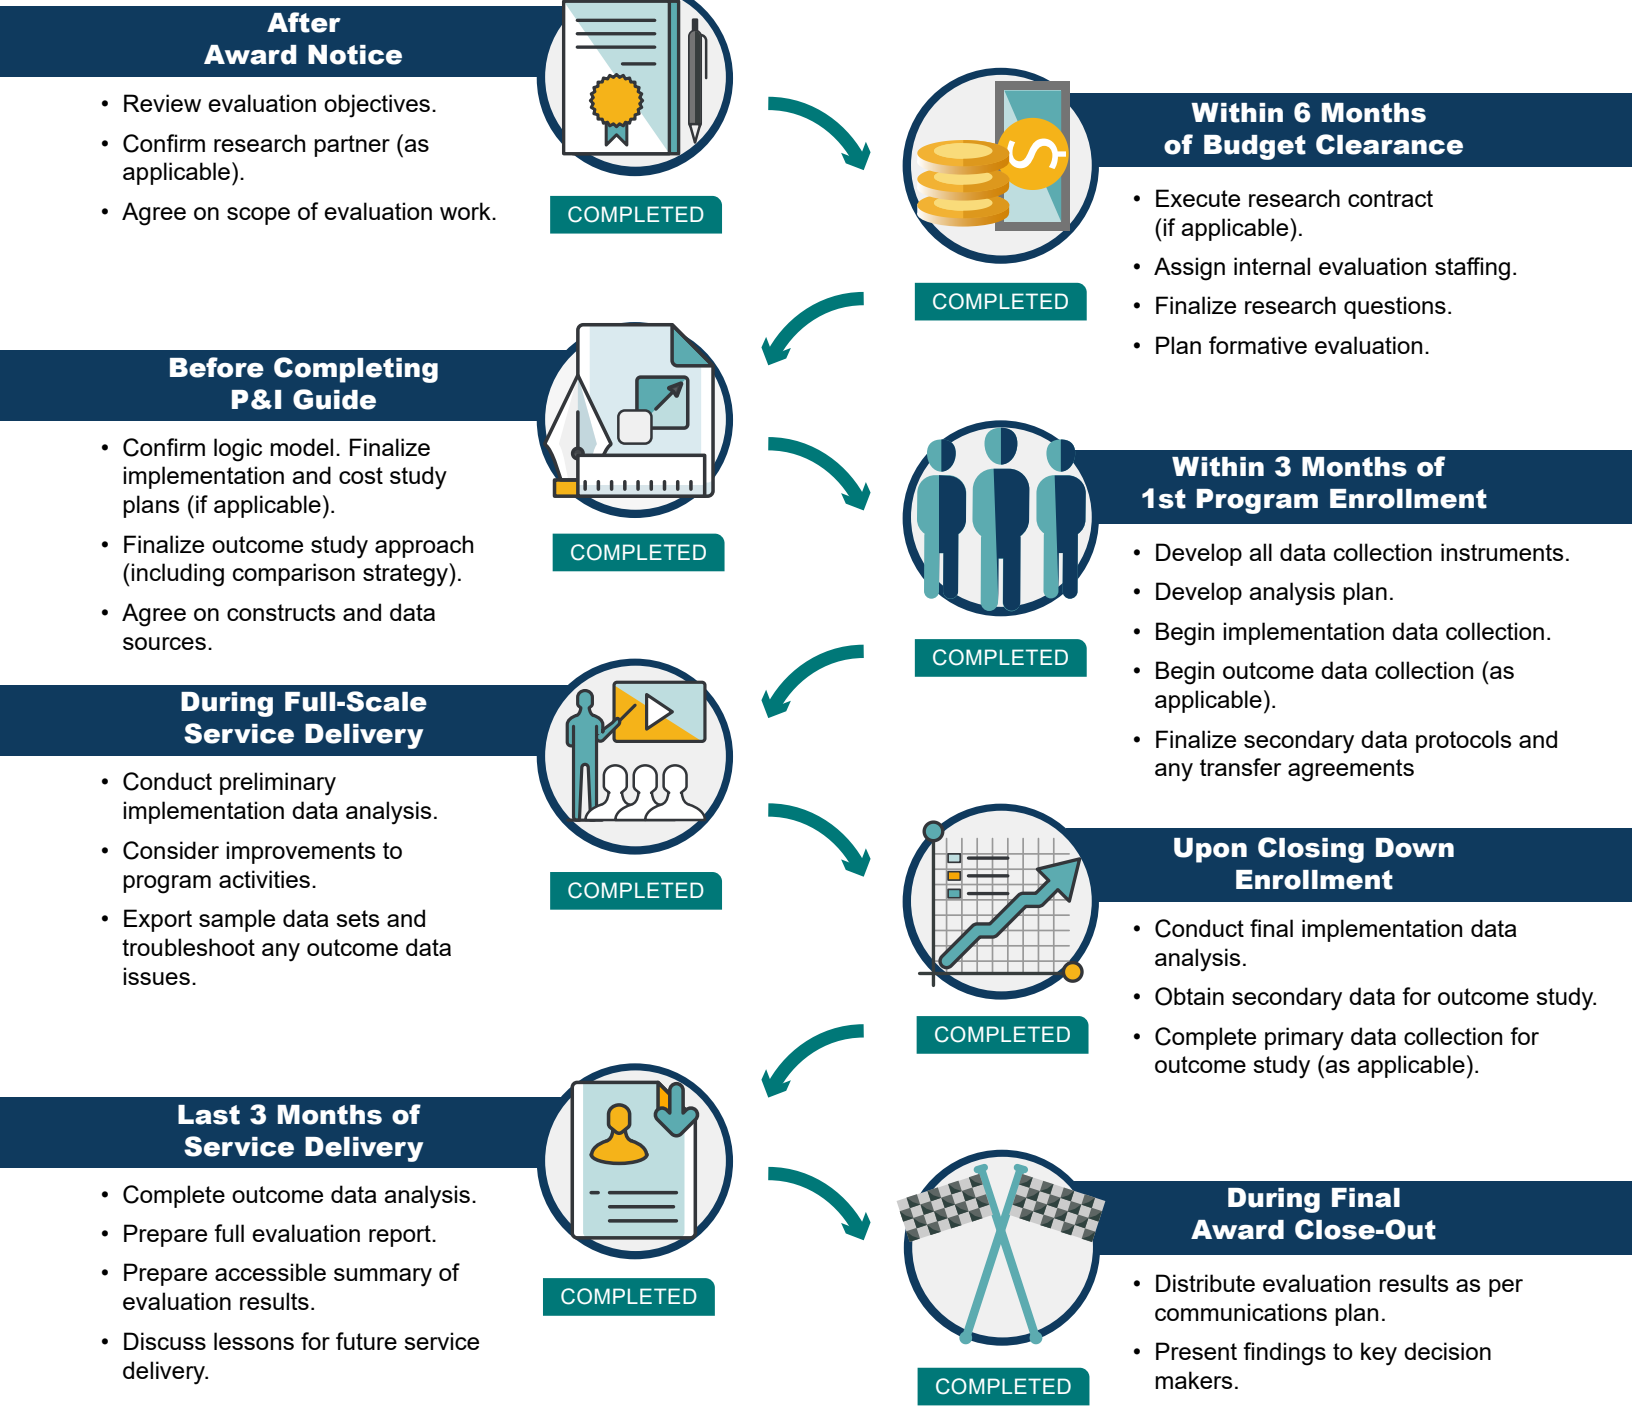 After
Award Notice
• Review evaluation objectives.
• Confirm research partner (as
applicable).
• Agree on scope of evaluation work.
COMPLETED
Within 6 Months
of Budget Clearance
• Execute research contract
(if applicable).
• Assign internal evaluation staffing.
• Finalize research questions.
• Plan formative evaluation.
$
COMPLETED
Before Completing
P&I Guide
• Confirm logic model. Finalize
implementation and cost study
plans (if applicable).
• Finalize outcome study approach
(including comparison strategy).
• Agree on constructs and data
sources.
COMPLETED
Within 3 Months of
1st Program Enrollment
• Develop all data collection instruments.
• Develop analysis plan.
• Begin implementation data collection.
• Begin outcome data collection (as
applicable).
• Finalize secondary data protocols and
any transfer agreements
COMPLETED
During Full-Scale
Service Delivery
• Conduct preliminary
implementation data analysis.
• Consider improvements to
program activities.
• Export sample data sets and
troubleshoot any outcome data
issues.
COMPLETED
Upon Closing Down
Enrollment
• Conduct final implementation data
analysis.
• Obtain secondary data for outcome study.
• Complete primary data collection for
outcome study (as applicable).
COMPLETED
Last 3 Months of
Service Delivery
• Complete outcome data analysis.
• Prepare full evaluation report.
• Prepare accessible summary of
evaluation results.
• Discuss lessons for future service
delivery.
COMPLETED
During Final
Award Close-Out
• Distribute evaluation results as per
communications plan.
• Present findings to key decision
makers.
COMPLETED